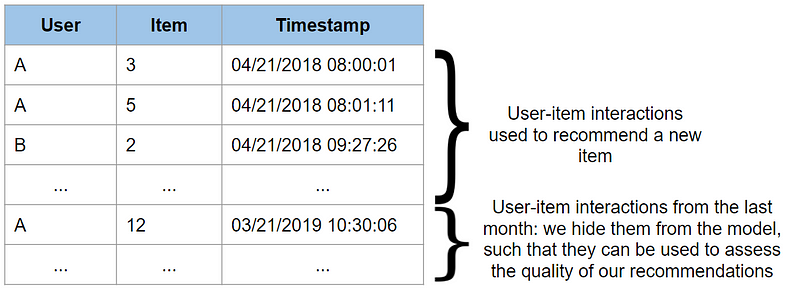 User Item Timestamp
A 3 04/21/2018 08:00:01
A 5 04/21/2018 08:01:11
B 2 04/21/2018 09:27:26
... ... ...
A 12 03/21/2019 10:30:06
... ... ...
User-item interactions
used to recommend a new
item
User-item interactions from the last
month: we hide them from the model,
such that they can be used to assess
the quality of our recommendations